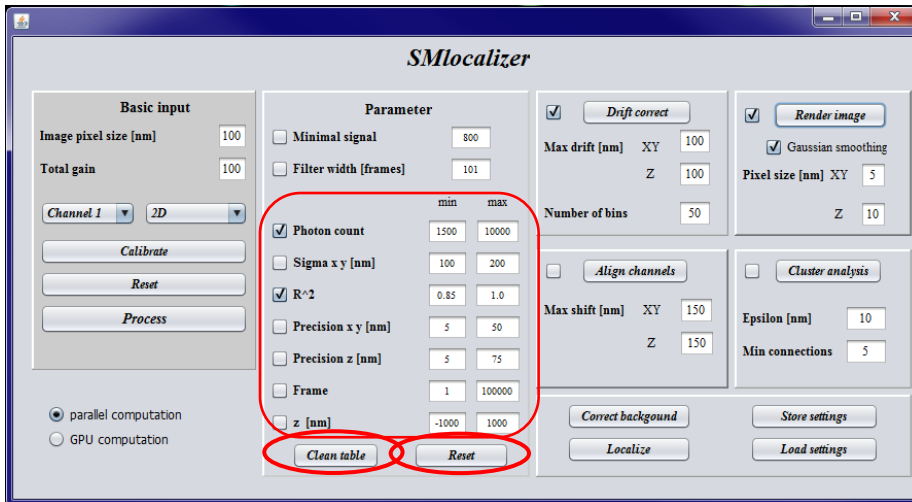 SMlocalizer
Basic input
Image pixel size [nm] 100
Total gain 100
Channel 1 2D
Calibrate
Reset
Process
parallel computation
GPU computation
Parameter
Minimal signal 800
Filter width [frames] 101
min max
Photon count 1500 10000
Sigma x y [nm] 100 200
R^2 0.85 1.0
Precision x y [nm] 5 50
Precision z [nm] 5 75
Frame 1 100000
z [nm] -1000 1000
Clean table Reset
Drift correct
Max drift [nm] XY 100
Z 100
Number of bins 50
Render image
Gaussian smoothing
Pixel size [nm] XY 5
Z 10
Align channels
Max shift [nm] XY 150
Z 150
Cluster analysis
Epsilon [nm] 10
Min connections 5
Correct backgound Store settings
Localize Load settings